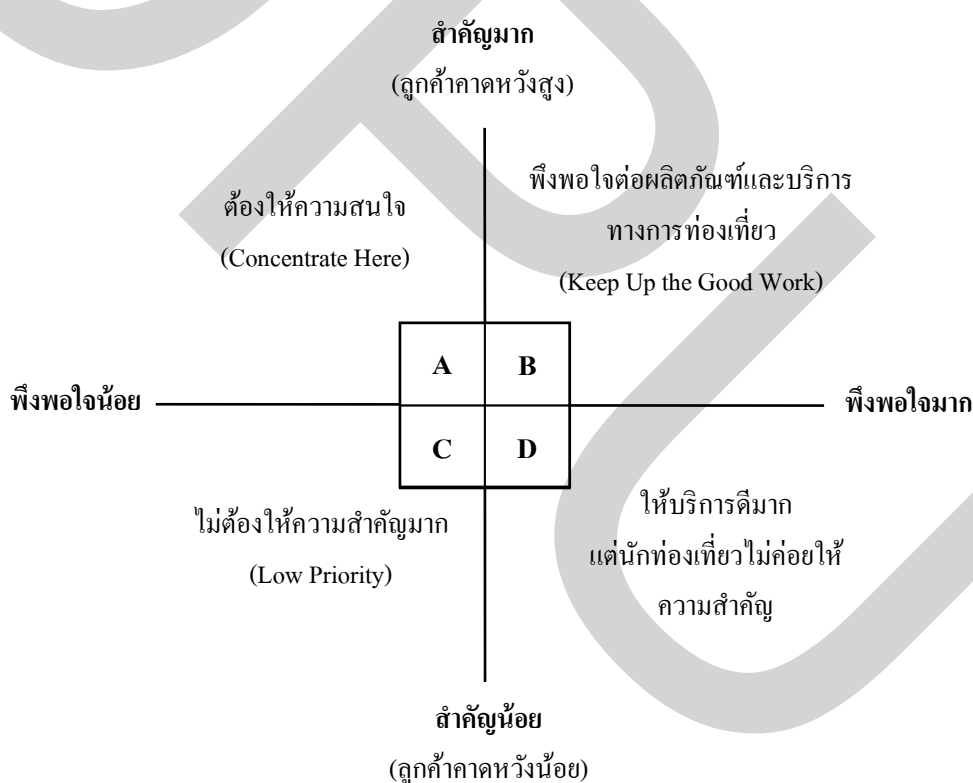 สำคัญมาก
(ลูกค้าคาดหวังสูง)
ต้องให้ความสนใจ
(Concentrate Here)
พึงพอใจต่อผลิตภัณฑ์และบริการ
ทางการท่องเที่ยว
(Keep Up the Good Work)
A
B
พึงพอใจน้อย
พึงพอใจมาก
C
D
ไม่ต้องให้ความสำคัญมาก
(Low Priority)
ให้บริการดีมาก
แต่นักท่องเที่ยวไม่ค่อยให้
ความสำคัญ
สำคัญน้อย
(ลูกค้าคาดหวังน้อย)